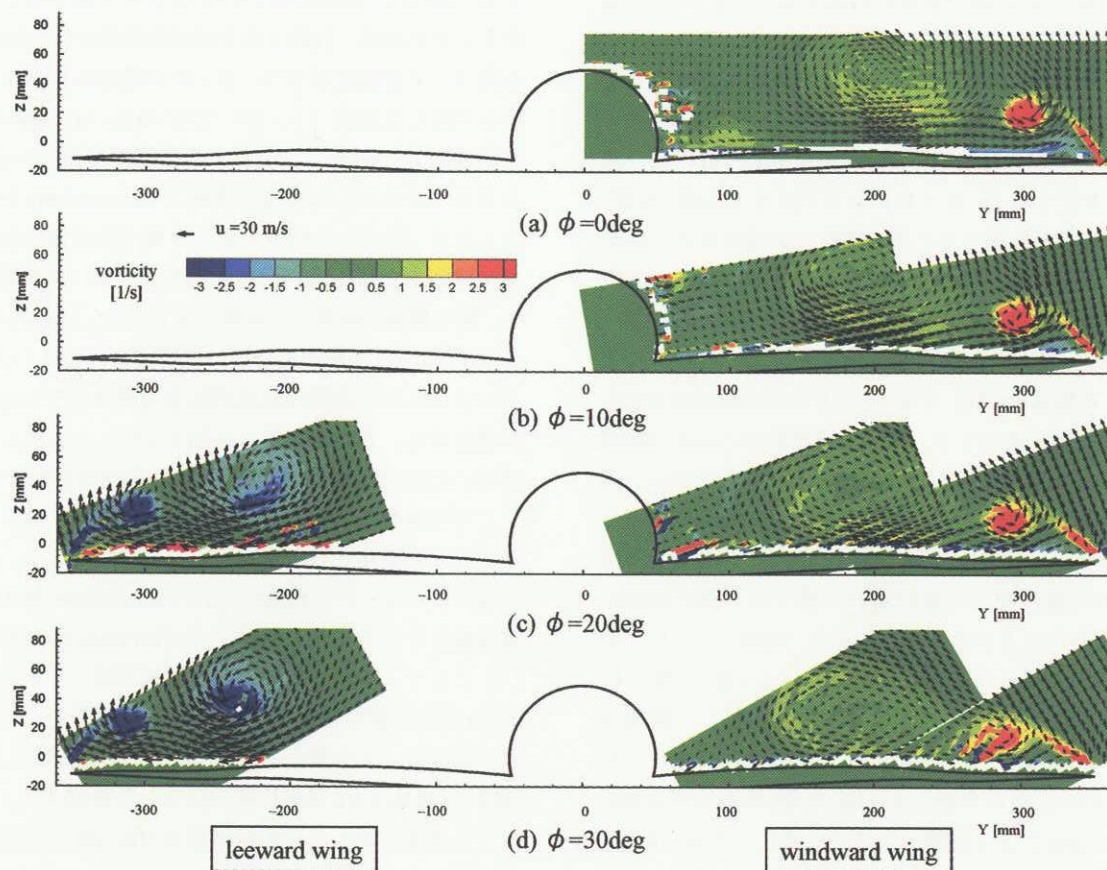 Z [mm]
80
60
40
20
0
-20
-300 -200 -100 0 100 200 300
(a) ϕ=0deg
Y [mm]
u =30 m/s
vorticity
[1/s]
-3 -2.5 -2 -1.5 -1 -0.5 0 0.5 1 1.5 2 2.5 3
Z [mm]
80
60
40
20
0
-20
-300 -200 -100 0 100 200 300
(b) ϕ=10deg
Y [mm]
Z [mm]
80
60
40
20
0
-20
-300 -200 -100 0 100 200 300
(c) ϕ=20deg
Y [mm]
Z [mm]
80
60
40
20
0
-20
-300 -200 -100 0 100 200 300
(d) ϕ=30deg
Y [mm]
leeward wing
windward wing